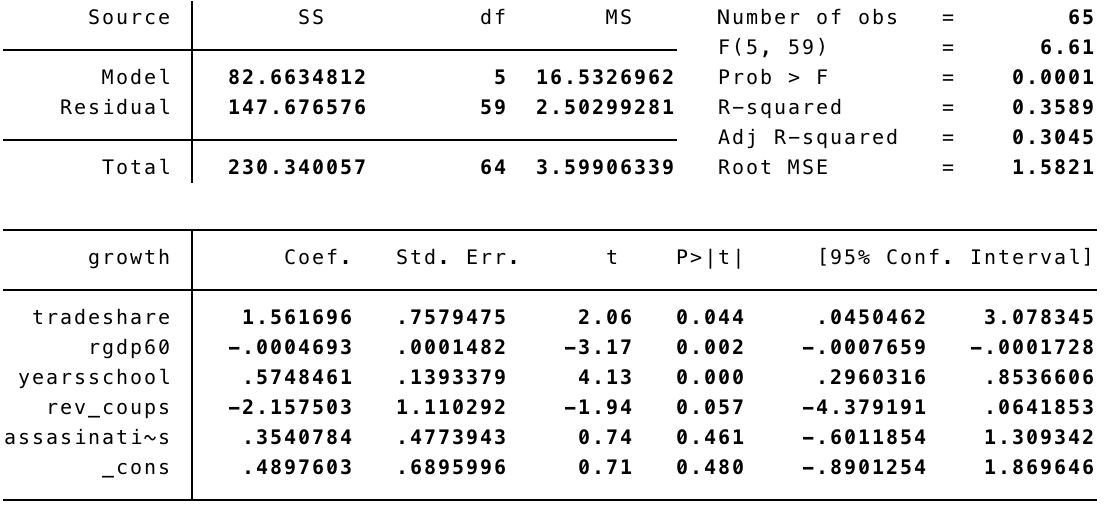 Source SS df MS Number of obs = 65
F(5, 59) = 6.61
Model 82.6634812 5 16.5326962 Prob > F = 0.0001
Residual 147.676576 59 2.50299281 R-squared = 0.3589
Adj R-squared = 0.3045
Total 230.340057 64 3.59906339 Root MSE = 1.5821
growth Coef. Std. Err. t P>|t| [95% Conf. Interval]
tradeshare 1.561696 .7579475 2.06 0.044 .0450462 3.078345
rgdp60 -.0004693 .0001482 -3.17 0.002 -.0007659 -.0001728
yearsschool .5748461 .1393379 4.13 0.000 .2960316 .8536606
rev_coups -2.157503 1.110292 -1.94 0.057 -4.379191 .0641853
assasinati~s .3540784 .4773943 0.74 0.461 -.6011854 1.309342
_cons .4897603 .6895996 0.71 0.480 -.8901254 1.869646